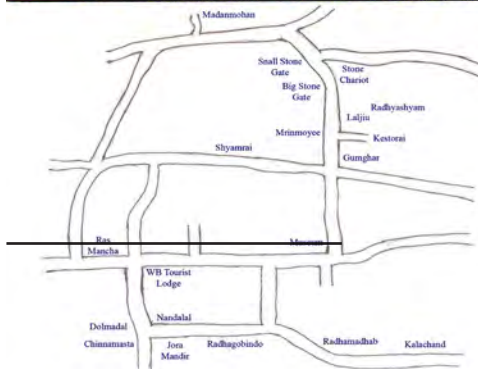 Madanmohan
Snall Stone
Gate
Stone
Chariot
Big Stone
Gate
Radhyashyam
Laljiu
Mrinmoyee
Kestorai
Shyamrai
Gumghar
Ras
Mancha
Museum
WB Tourist
Lodge
Nandalal
Dolmadal
Chinnamasta
Jora
Mandir
Radhagobindo
Radhamadhab
Kalachand